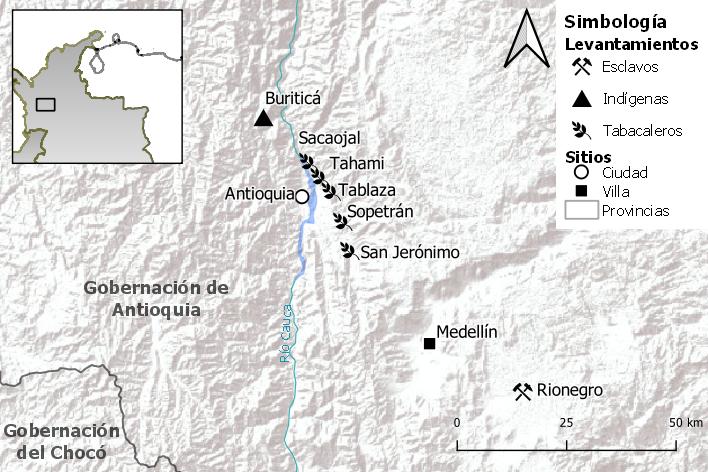 Simbología
Levantamientos
Esclavos
Indígenas
Tabacaleros
Sitios
Ciudad
Villa
Provincias
Buriticá
Sacaojal
Tahami
Antioquia
Tablaza
Sopetrán
San Jerónimo
Gobernación de
Antioquia
Río Cauca
Medellín
Rionegro
Gobernación
del Chocó
0 25 50 km